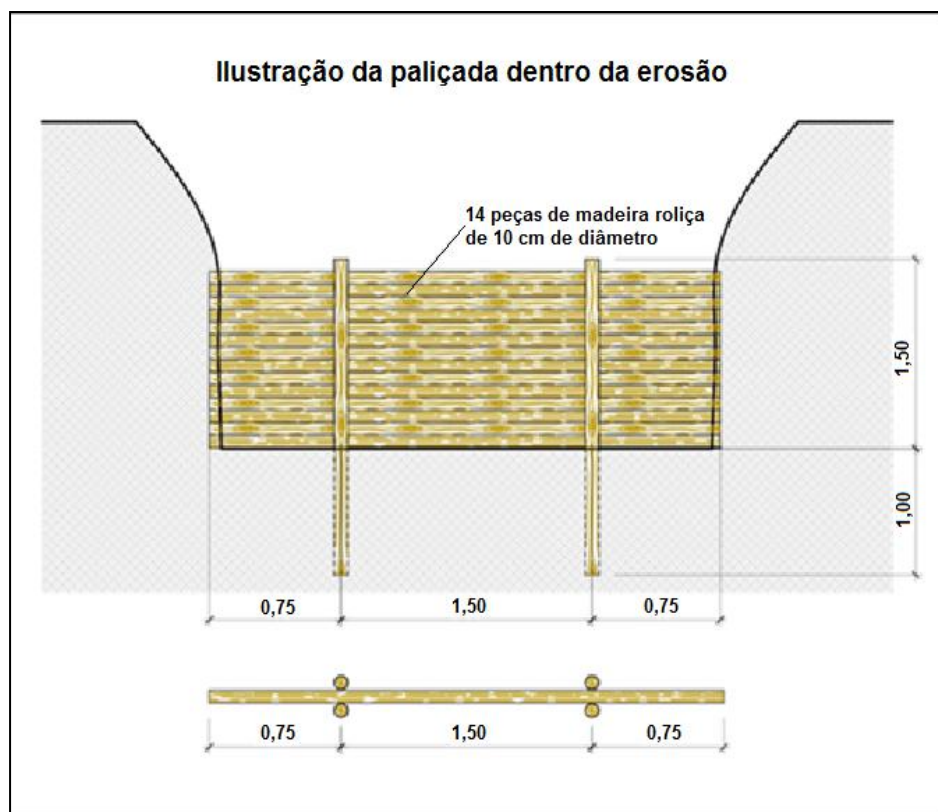 Ilustração da paliçada dentro da erosão
14 peças de madeira roliça
de 10 cm de diâmetro
1,50
1,00
0,75
1,50
0,75
0,75
1,50
0,75